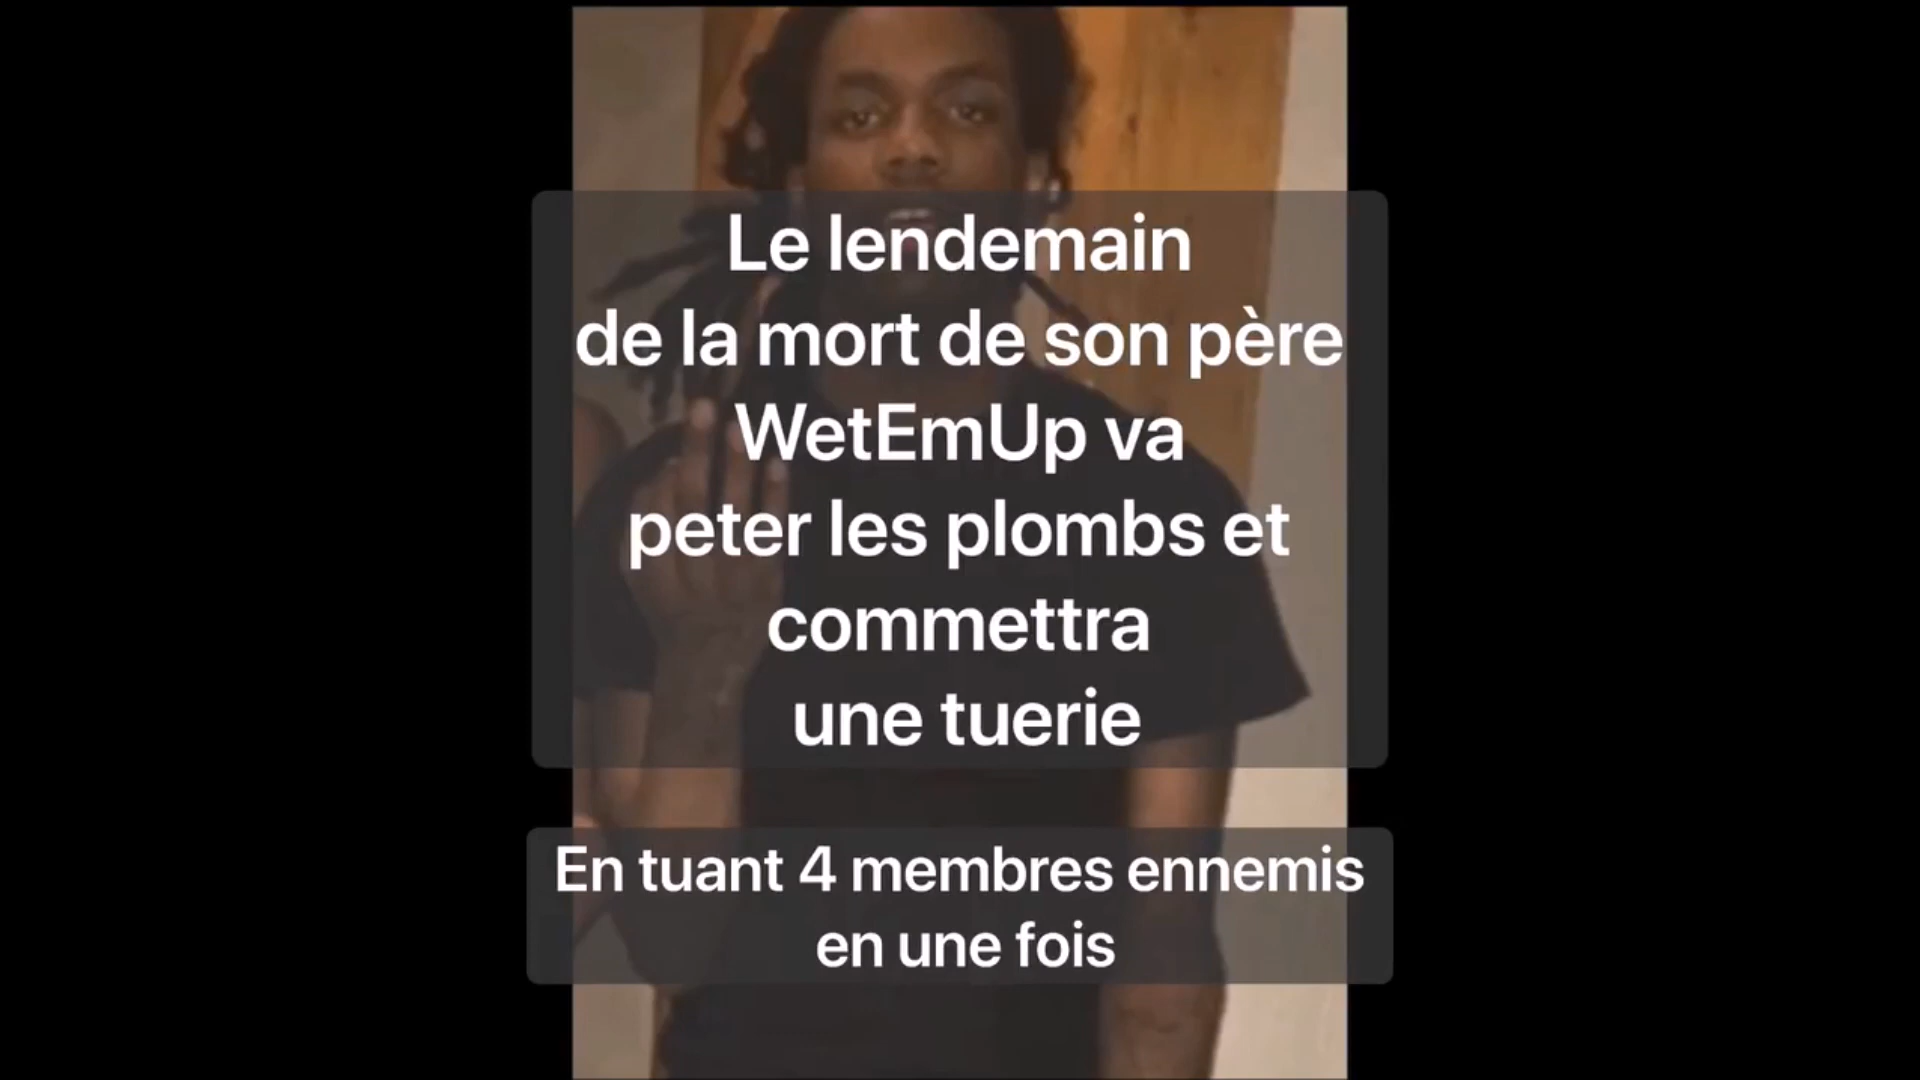 Le lendemain
de la mort de son père
WetEmUp va
peter les plombs et
commettra
une tuerie
En tuant 4 membres ennemis
en une fois